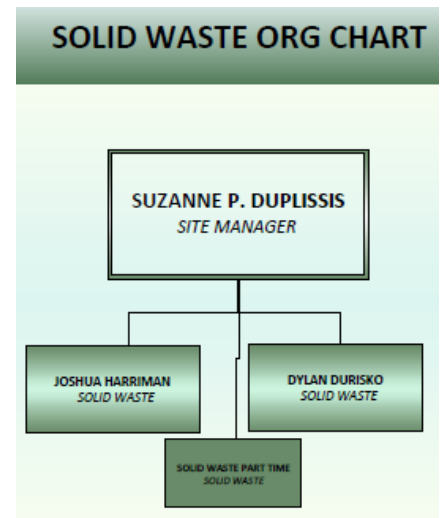 SOLID WASTE ORG CHART
SUZANNE P. DUPLISSIS
SITE MANAGER
JOSHUA HARRIMAN
SOLID WASTE
DYLAN DURISKO
SOLID WASTE
SOLID WASTE PART TIME
SOLID WASTE